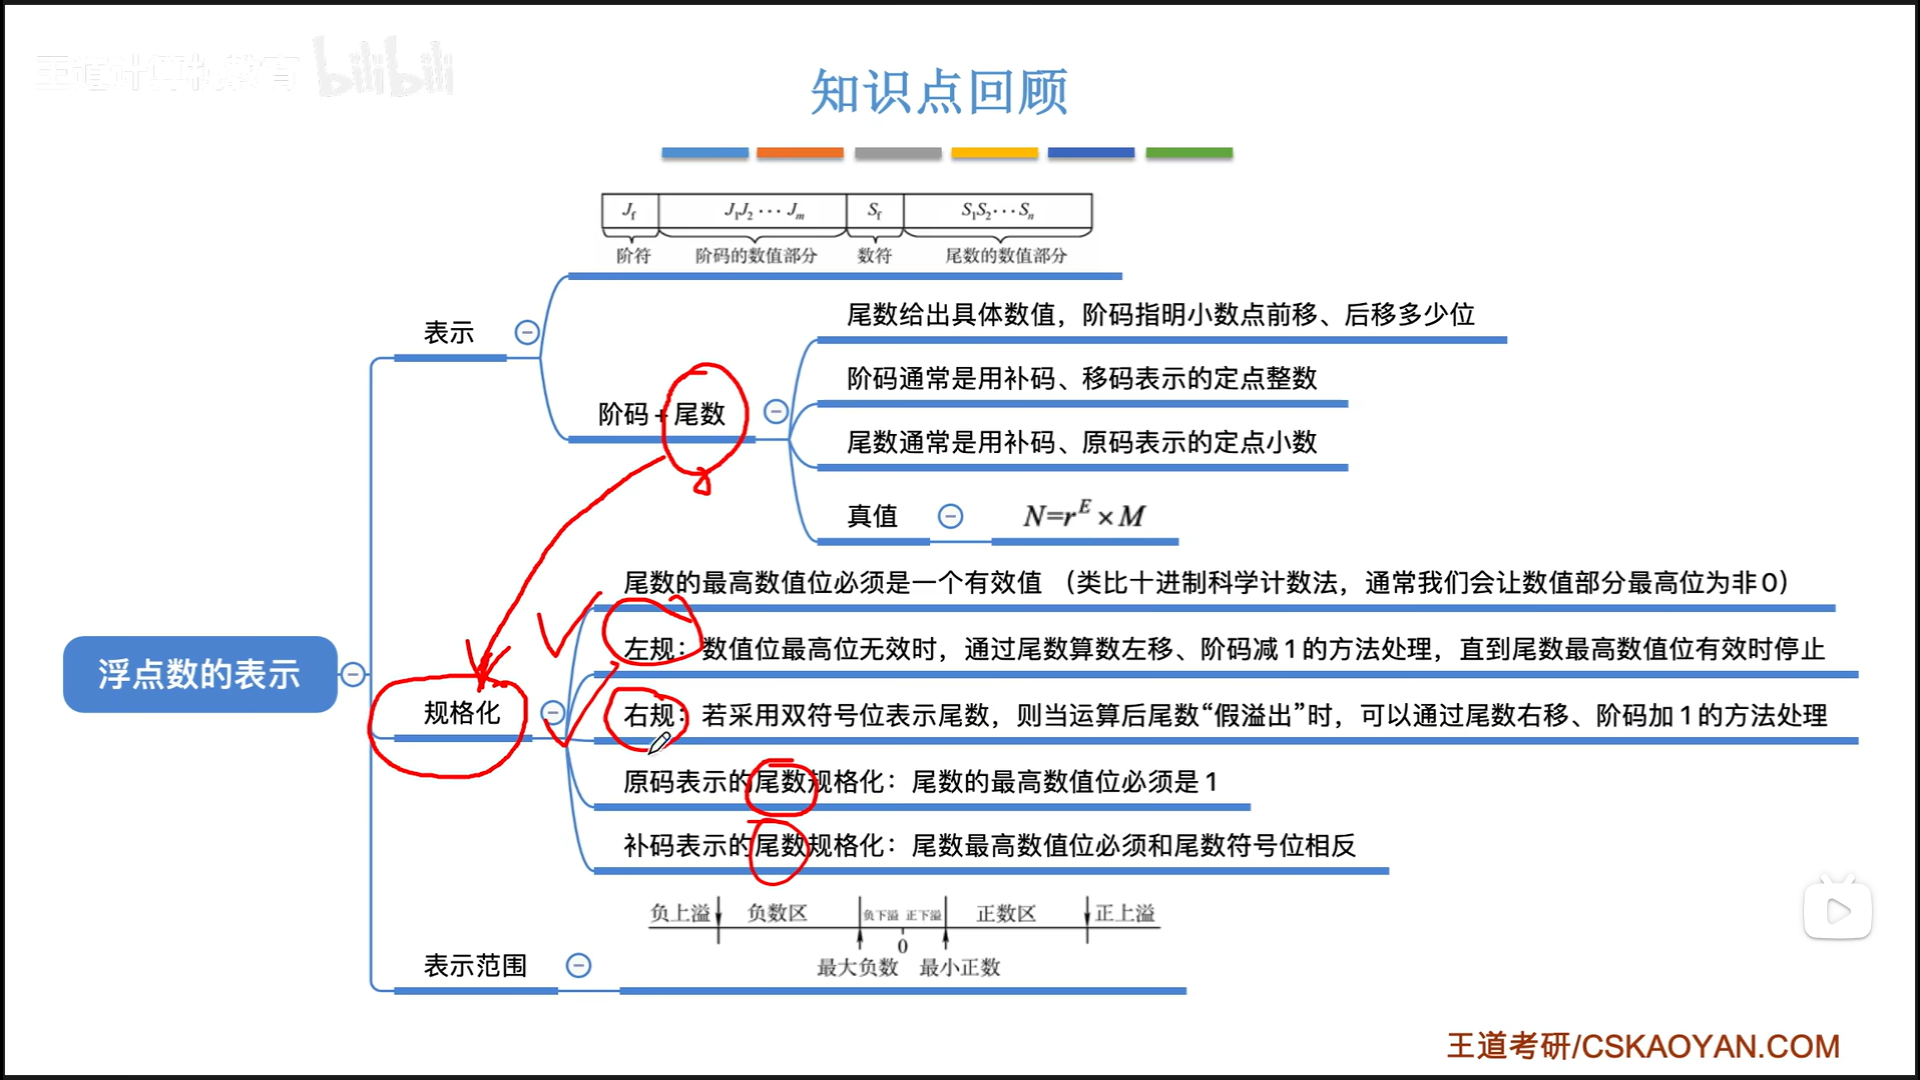 王道计算机教育 bilibili
知识点回顾
J_f J_1J_2 ··· J_m S_f S_1S_2···S_n
阶符 阶码的数值部分 数符 尾数的数值部分
表示
尾数给出具体数值，阶码指明小数点前移、后移多少位
阶码通常是用补码、移码表示的定点整数
阶码+尾数
尾数通常是用补码、原码表示的定点小数
真值 N=r^E×M
尾数的最高数值位必须是一个有效值 （类比十进制科学计数法，通常我们会让数值部分最高位为非0）
左规：数值位最高位无效时，通过尾数算数左移、阶码减1的方法处理，直到尾数最高数值位有效时停止
浮点数的表示
规格化
右规：若采用双符号位表示尾数，则当运算后尾数“假溢出”时，可以通过尾数右移、阶码加1的方法处理
原码表示的尾数规格化：尾数的最高数值位必须是1
补码表示的尾数规格化：尾数最高数值位必须和尾数符号位相反
负上溢 负数区 负下溢 正下溢 正数区 正上溢
0
表示范围
最大负数 最小正数
王道考研/CSKAOYAN.COM